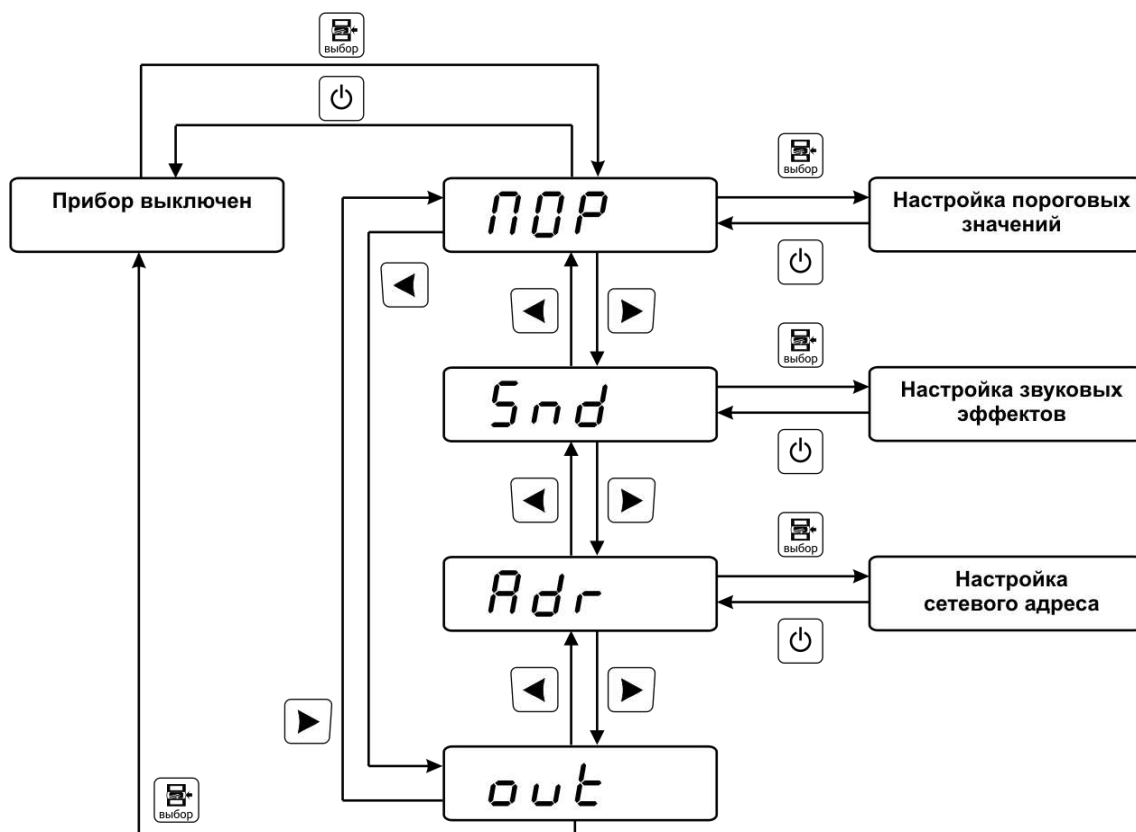 выбор
выбор
Прибор выключен
ПОР
Настройка пороговых
значений
выбор
Snd
Настройка звуковых
эффектов
выбор
Adr
Настройка
сетевого адреса
out
выбор